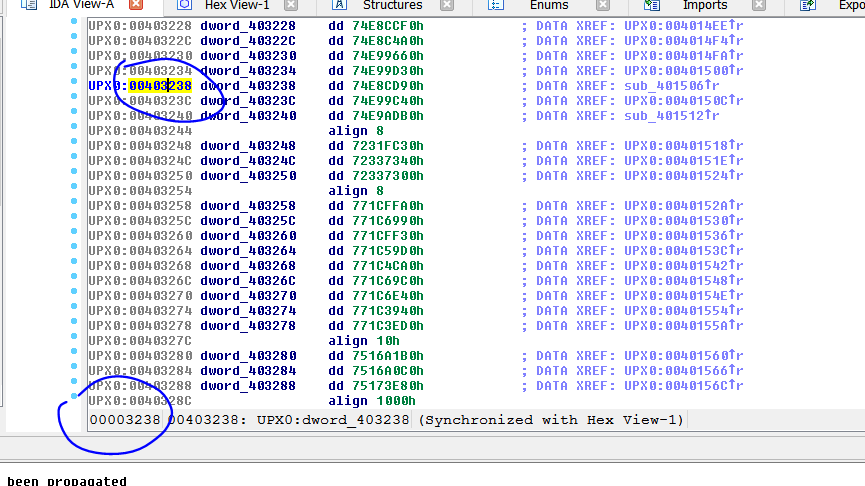 IDA View-A Hex View-1 Structures Enums Imports Expo
UPX0:00403228 dword_403228 dd 74E8CCF0h ; DATA XREF: UPX0:004014EE↑r
UPX0:0040322C dword_40322C dd 74E8C4A0h ; DATA XREF: UPX0:004014F4↑r
UPX0:00403230 dword_403230 dd 74E99660h ; DATA XREF: UPX0:004014FA↑r
UPX0:00403234 dword_403234 dd 74E99D30h ; DATA XREF: UPX0:00401500↑r
UPX0:00403238 dword_403238 dd 74E8CD90h ; DATA XREF: sub_401506↑r
UPX0:0040323C dword_40323C dd 74E99C40h ; DATA XREF: UPX0:0040150C↑r
UPX0:00403240 dword_403240 dd 74E9ADB0h ; DATA XREF: sub_401512↑r
UPX0:00403244 align 8
UPX0:00403248 dword_403248 dd 7231FC30h ; DATA XREF: UPX0:00401518↑r
UPX0:0040324C dword_40324C dd 72337340h ; DATA XREF: UPX0:0040151E↑r
UPX0:00403250 dword_403250 dd 72337300h ; DATA XREF: UPX0:00401524↑r
UPX0:00403254 align 8
UPX0:00403258 dword_403258 dd 771CFFA0h ; DATA XREF: UPX0:0040152A↑r
UPX0:0040325C dword_40325C dd 771C6990h ; DATA XREF: UPX0:00401530↑r
UPX0:00403260 dword_403260 dd 771CFF30h ; DATA XREF: UPX0:00401536↑r
UPX0:00403264 dword_403264 dd 771C59D0h ; DATA XREF: UPX0:0040153C↑r
UPX0:00403268 dword_403268 dd 771C4CA0h ; DATA XREF: UPX0:00401542↑r
UPX0:0040326C dword_40326C dd 771C69C0h ; DATA XREF: UPX0:00401548↑r
UPX0:00403270 dword_403270 dd 771C6E40h ; DATA XREF: UPX0:0040154E↑r
UPX0:00403274 dword_403274 dd 771C3940h ; DATA XREF: UPX0:00401554↑r
UPX0:00403278 dword_403278 dd 771C3ED0h ; DATA XREF: UPX0:0040155A↑r
UPX0:0040327C align 10h
UPX0:00403280 dword_403280 dd 7516A1B0h ; DATA XREF: UPX0:00401560↑r
UPX0:00403284 dword_403284 dd 7516A0C0h ; DATA XREF: UPX0:00401566↑r
UPX0:00403288 dword_403288 dd 75173E80h ; DATA XREF: UPX0:0040156C↑r
UPX0:0040328C align 1000h
00003238 00403238: UPX0:dword_403238 (Synchronized with Hex View-1)
been propagated